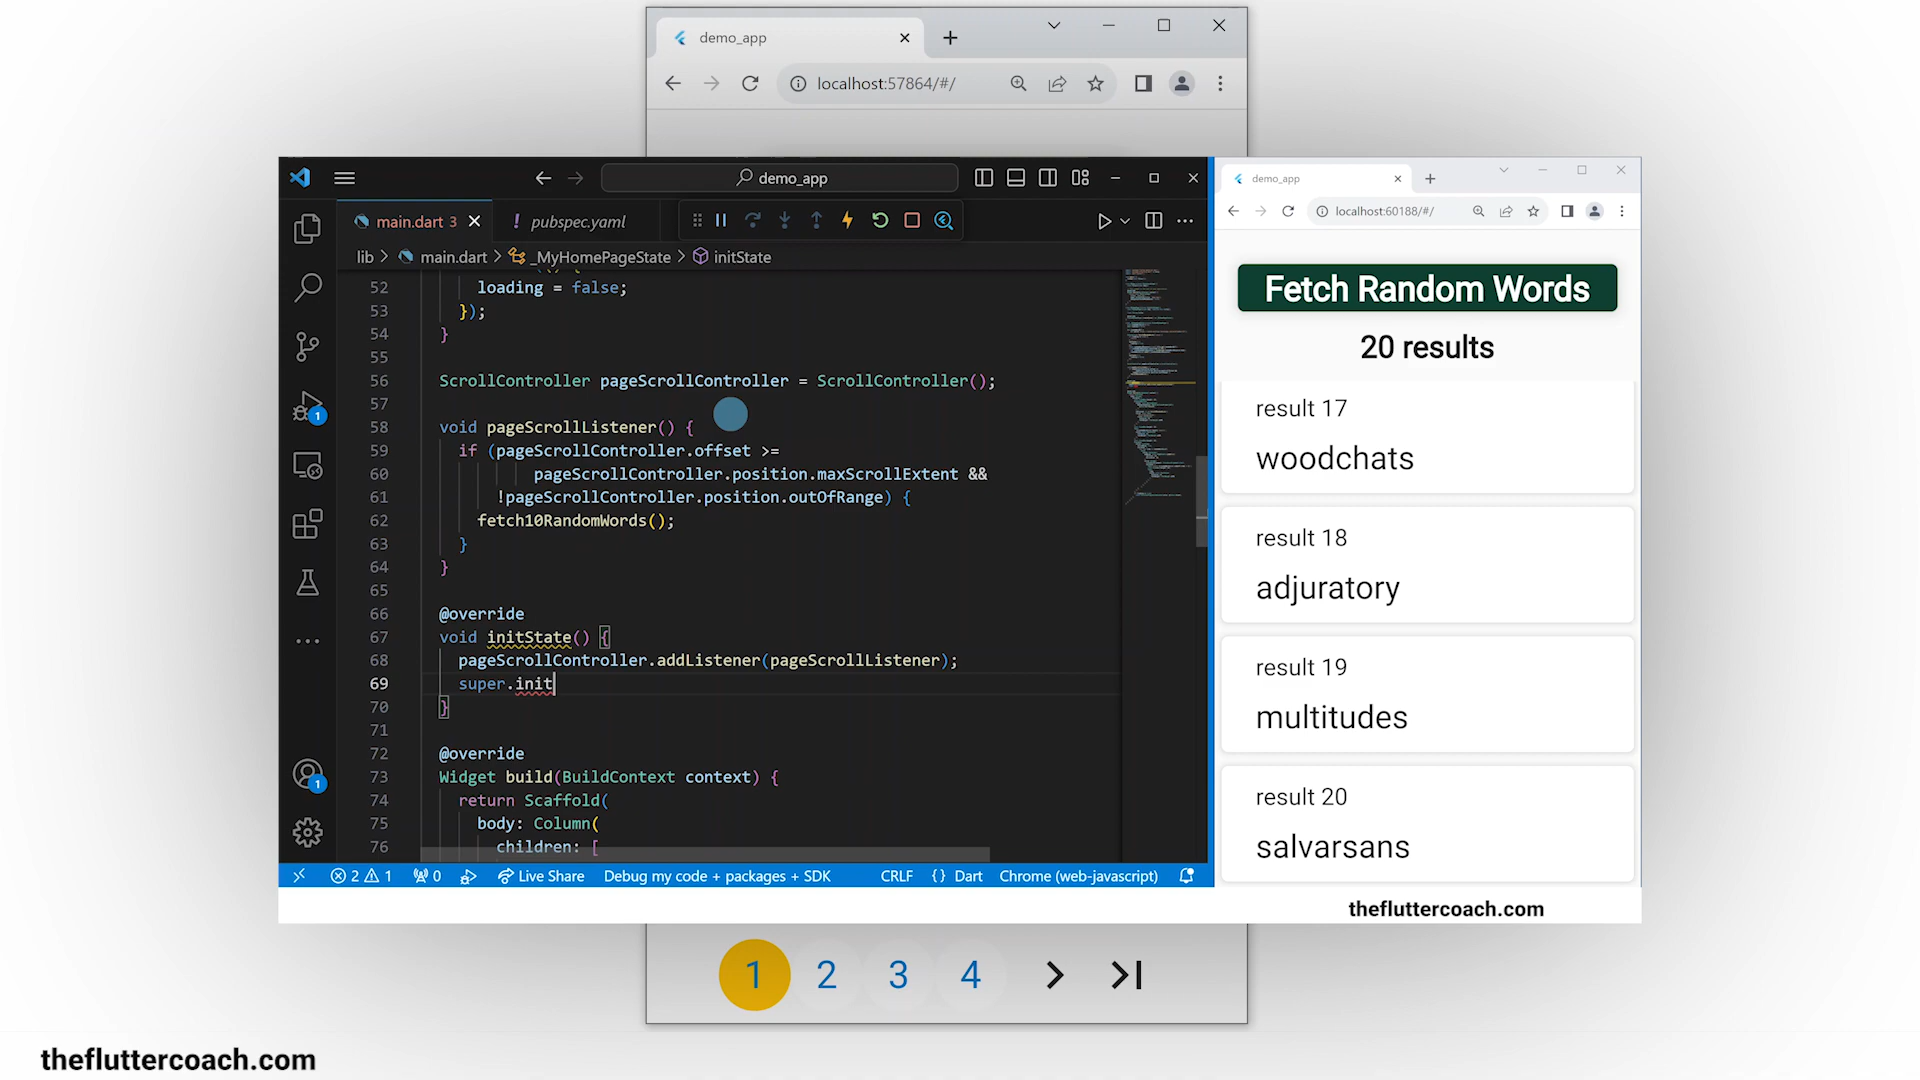 demo_app
localhost:57864/#/
demo_app
main.dart 3
! pubspec.yaml
lib > main.dart > _MyHomePageState > initState
52 loading = false;
53 });
54 }
55
56 ScrollController pageScrollController = ScrollController();
57
58 void pageScrollListener() {
59 if (pageScrollController.offset >=
60 pageScrollController.position.maxScrollExtent &&
61 !pageScrollController.position.outOfRange) {
62 fetch10RandomWords();
63 }
64 }
65
66 @override
67 void initState() {
68 pageScrollController.addListener(pageScrollListener);
69 super.init
70 }
71
72 @override
73 Widget build(BuildContext context) {
74 return Scaffold(
75 body: Column(
76 children: [
1
1
2 1 0 Live Share Debug my code + packages + SDK CRLF {} Dart Chrome (web-javascript)
demo_app
localhost:60188/#/
Fetch Random Words
20 results
result 17
woodchats
result 18
adjuratory
result 19
multitudes
result 20
salvarsans
thefluttercoach.com
1 2 3 4
thefluttercoach.com